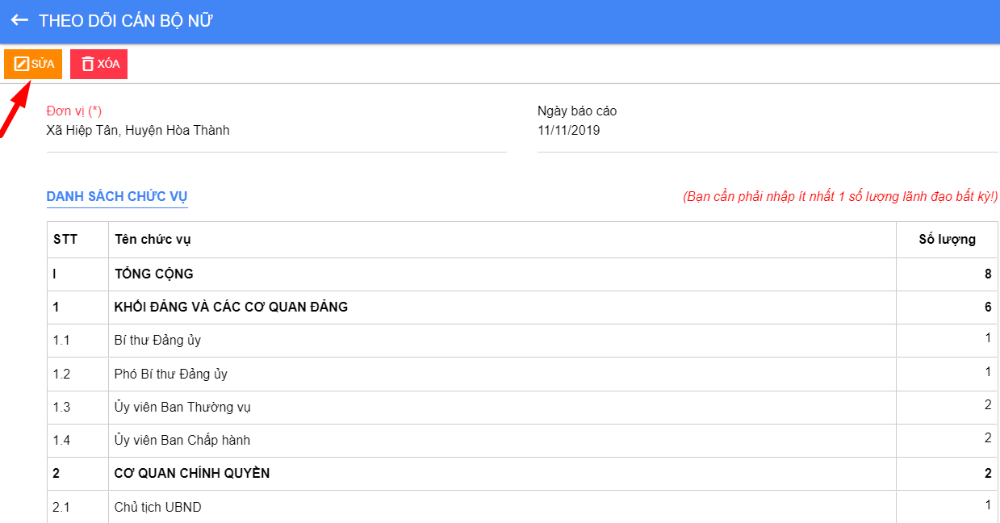 THEO DÕI CÁN BỘ NỮ
SỬA XÓA
Đơn vị (*) Ngày báo cáo
Xã Hiệp Tân, Huyện Hòa Thành 11/11/2019
DANH SÁCH CHỨC VỤ (Bạn cần phải nhập ít nhất 1 số lượng lãnh đạo bất kỳ!)
STT Tên chức vụ Số lượng
I TỔNG CỘNG 8
1 KHỐI ĐẢNG VÀ CÁC CƠ QUAN ĐẢNG 6
1.1 Bí thư Đảng ủy 1
1.2 Phó Bí thư Đảng ủy 1
1.3 Ủy viên Ban Thường vụ 2
1.4 Ủy viên Ban Chấp hành 2
2 CƠ QUAN CHÍNH QUYỀN 2
2.1 Chủ tịch UBND 1